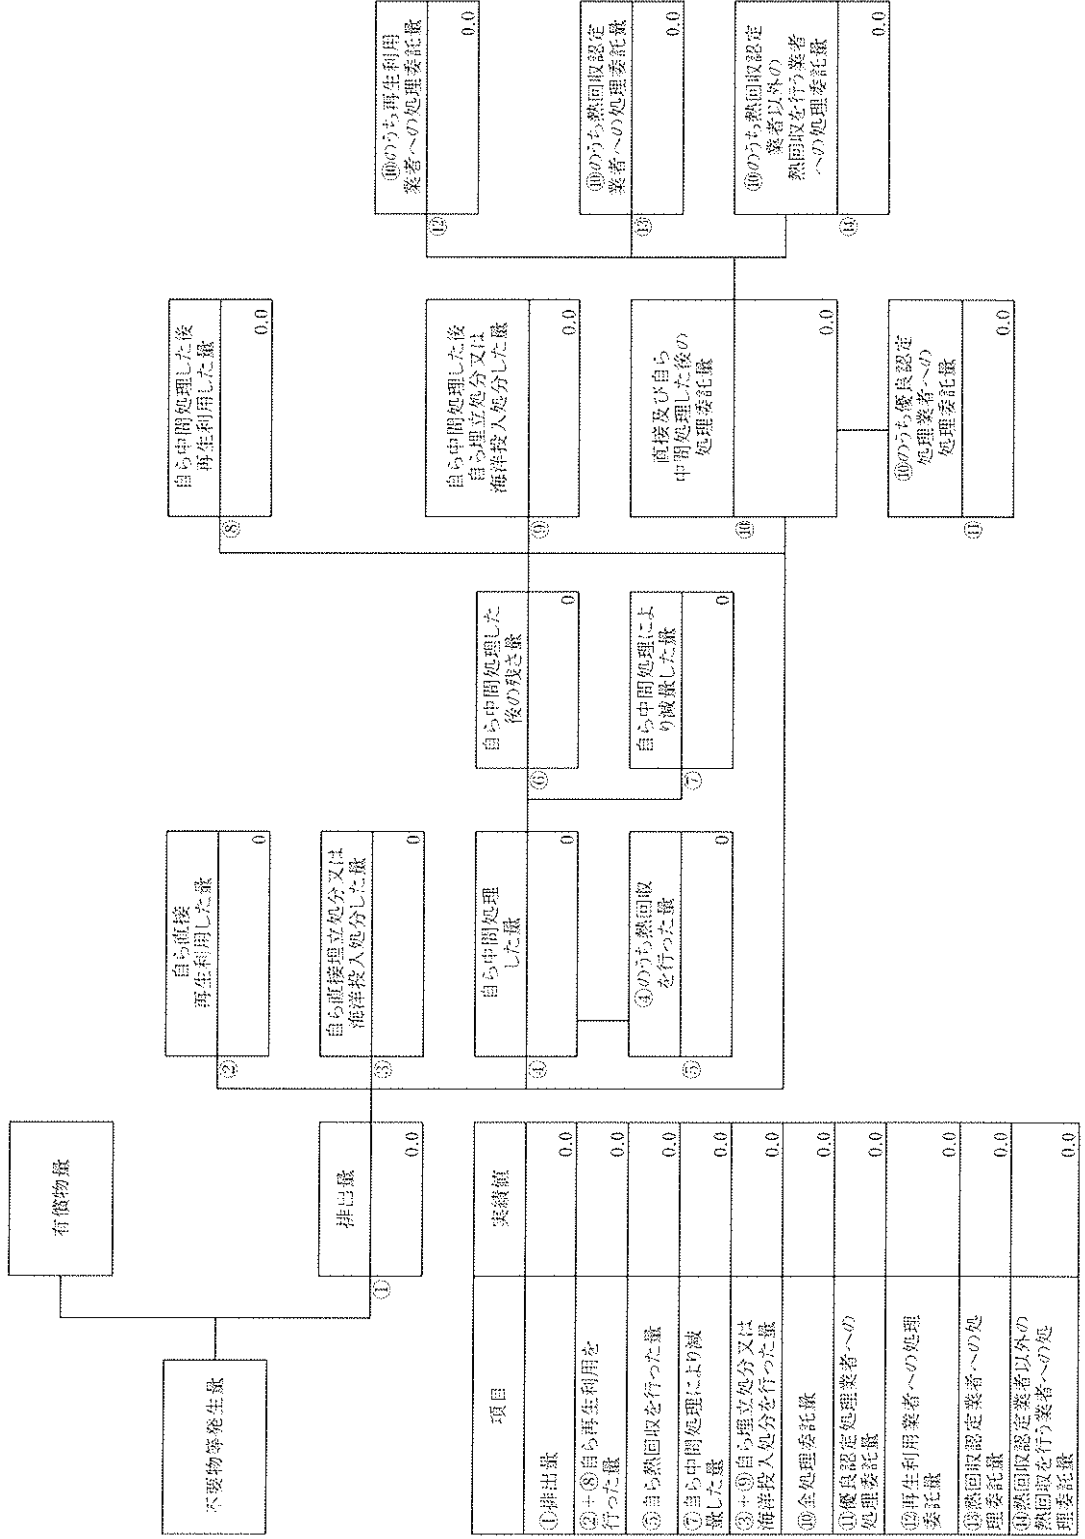 不要物等発生量
有償物量
排出量
①
0.0
自ら直接
再生利用した量
②
0
自ら直接埋立処分又は
海洋投入処分した量
③
0
自ら中間処理
した量
④
0
④のうち熱回収
を行った量
⑤
0
自ら中間処理した
後の残さ量
⑥
0
自ら中間処理によ
り減量した量
⑦
0
自ら中間処理した後
再生利用した量
⑧
0.0
自ら中間処理した後
自ら埋立処分又は
海洋投入処分した量
⑨
0.0
直接及び自ら
中間処理した後の
処理委託量
⑩
0.0
⑩のうち優良認定
処理業者への
処理委託量
⑪
0.0
⑩のうち再生利用
業者への処理委託量
⑫
0.0
⑩のうち熱回収認定
業者への処理委託量
⑬
0.0
⑩のうち熱回収認定
業者以外の
熱回収を行う業者
への処理委託量
⑭
0.0
項目
実績値
①排出量
0.0
②+⑧自ら再生利用を
行った量
0.0
⑤自ら熱回収を行った量
0.0
⑦自ら中間処理により減
量した量
0.0
③+⑨自ら埋立処分又は
海洋投入処分を行った量
0.0
⑩全処理委託量
0.0
⑪優良認定処理業者への
処理委託量
0.0
⑫再生利用業者への処理
委託量
0.0
⑬熱回収認定業者への処
理委託量
0.0
⑭熱回収認定業者以外の
熱回収を行う業者への処
理委託量
0.0